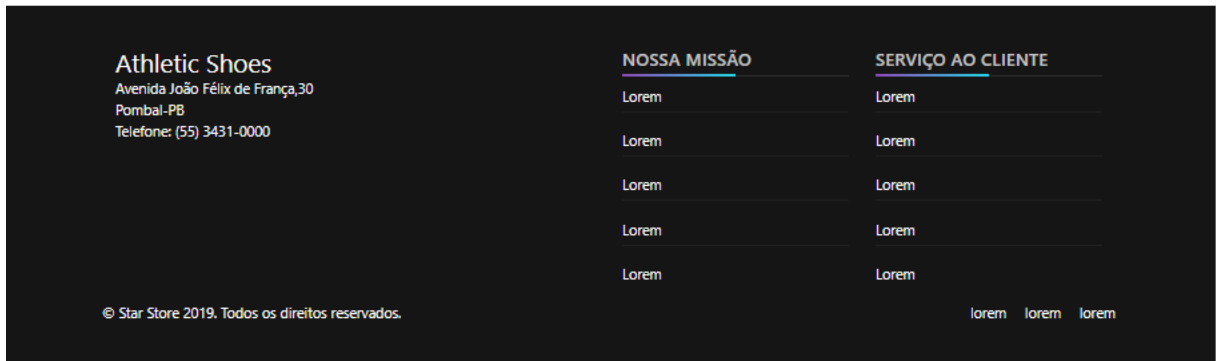 Athletic Shoes
Avenida João Félix de França,30
Pombal-PB
Telefone: (55) 3431-0000
NOSSA MISSÃO
Lorem
Lorem
Lorem
Lorem
Lorem
SERVIÇO AO CLIENTE
Lorem
Lorem
Lorem
Lorem
Lorem
© Star Store 2019. Todos os direitos reservados.
lorem lorem lorem